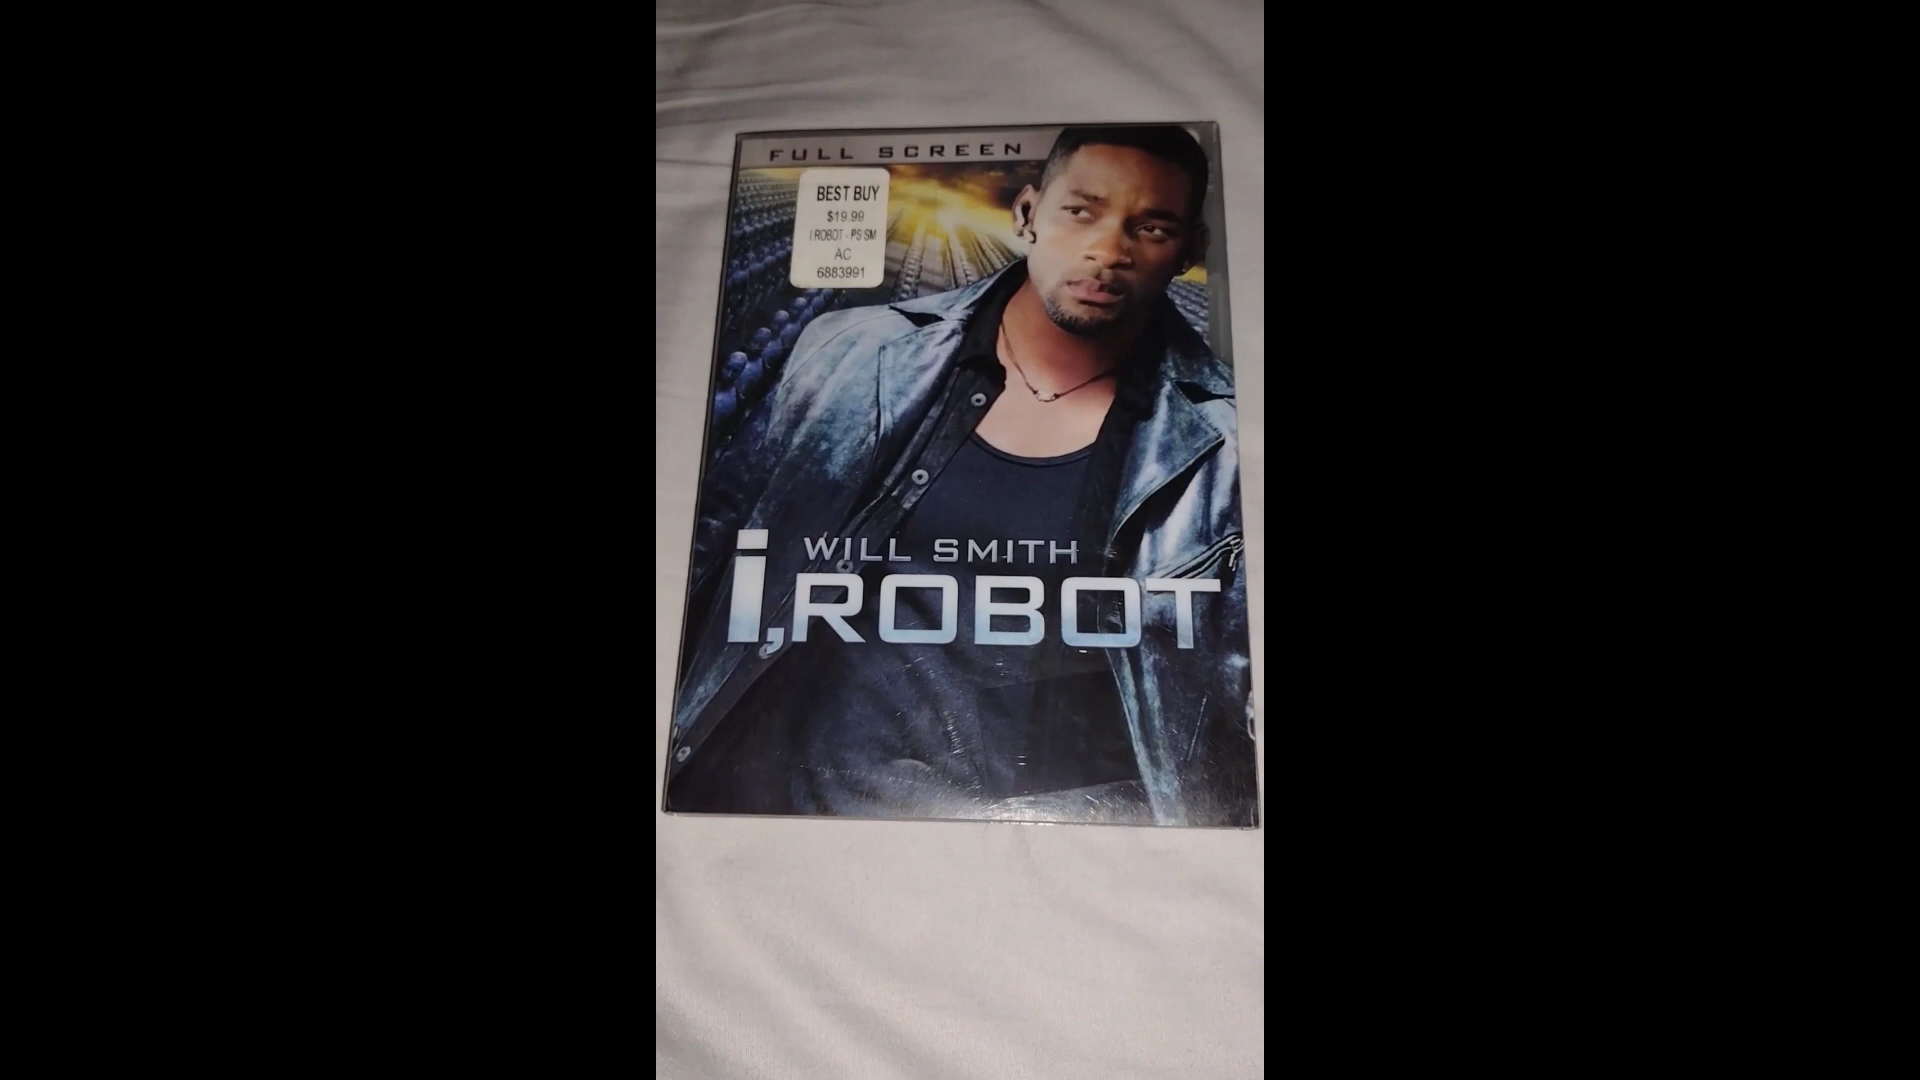 FULL SCREEN
BEST BUY
$19.99
I ROBOT - PS SM
AC
6883991
WILL SMITH
i, ROBOT